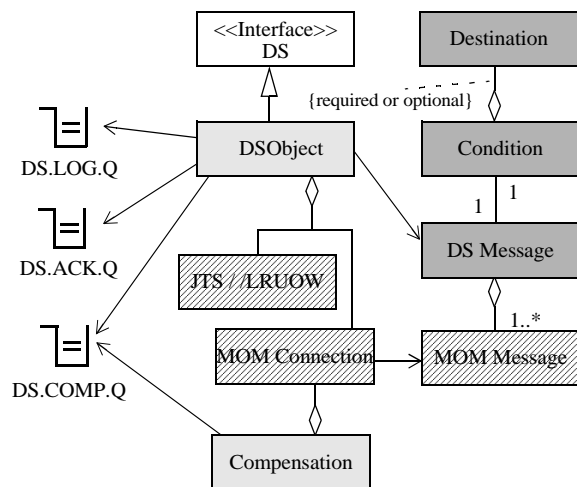 <<Interface>>
DS
Destination
{required or optional}
DSObject
Condition
DS.LOG.Q
1
1
DS.ACK.Q
DS Message
JTS / /LRUOW
1..*
MOM Connection
MOM Message
DS.COMP.Q
Compensation